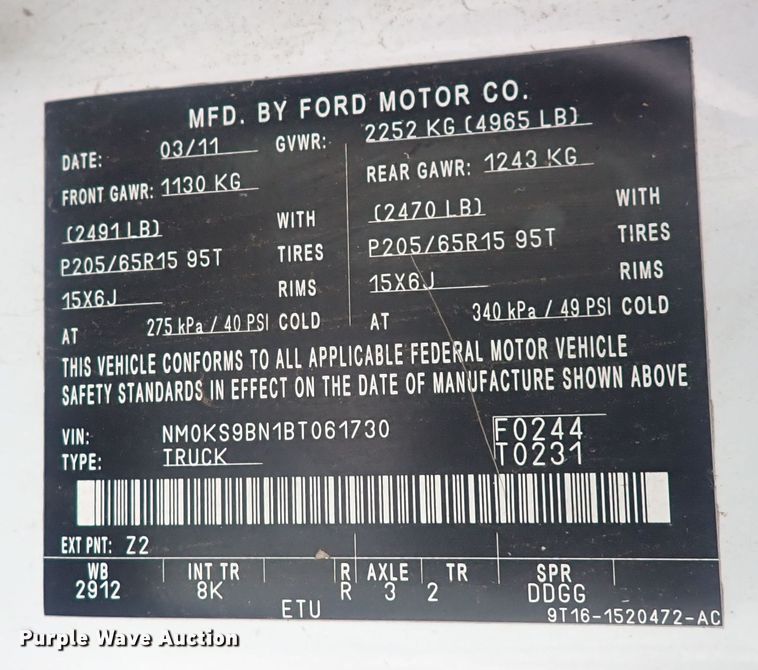 MFD. BY FORD MOTOR CO.
DATE: 03/11 GVWR: 2252 KG (4965 LB)
FRONT GAWR: 1130 KG REAR GAWR: 1243 KG
(2491 LB) WITH (2470 LB) WITH
P205/65R15 95T TIRES P205/65R15 95T TIRES
15X6J RIMS 15X6J RIMS
AT 275 kPa / 40 PSI COLD AT 340 kPa / 49 PSI COLD
THIS VEHICLE CONFORMS TO ALL APPLICABLE FEDERAL MOTOR VEHICLE
SAFETY STANDARDS IN EFFECT ON THE DATE OF MANUFACTURE SHOWN ABOVE
VIN: NM0KS9BN1BT061730 F0244
TYPE: TRUCK T0231
EXT PNT: Z2
WB INT TR R AXLE TR SPR
2912 8K R 3 2 DDGG
ETU 9T16-1520472-AC
Purple Wave Auction